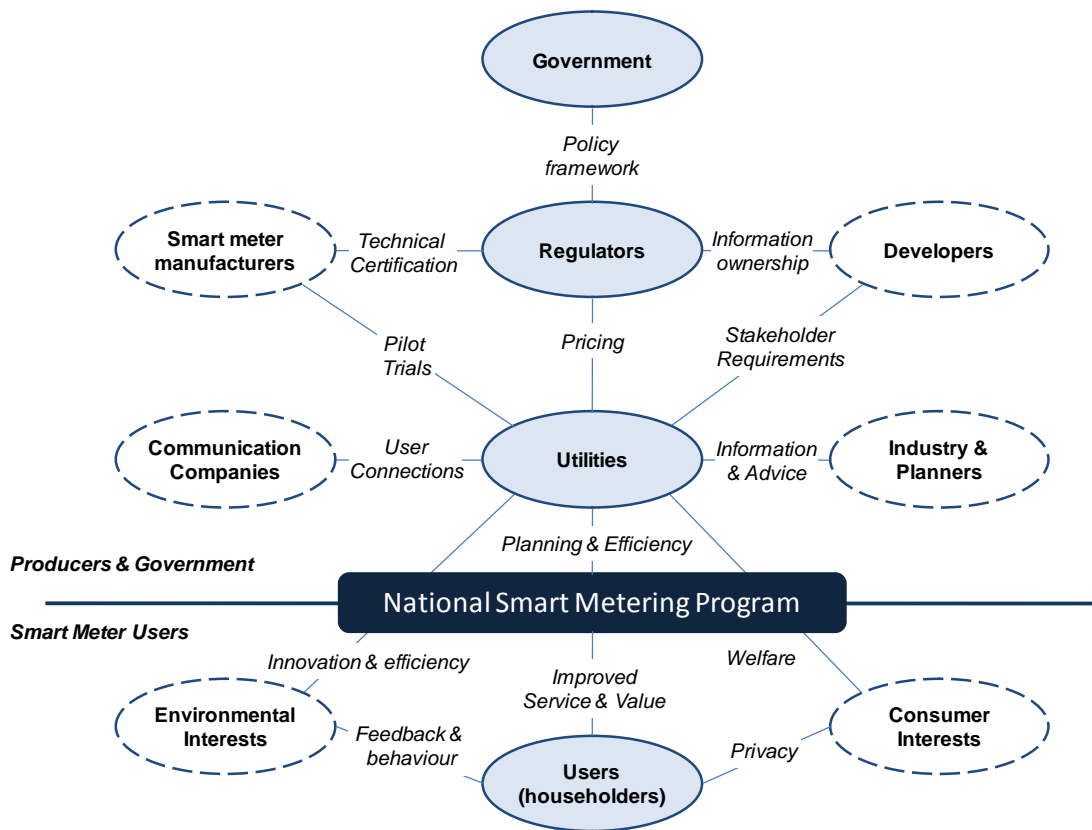 Government
Policy
framework
Smart meter
manufacturers
Technical
Certification
Regulators
Information
ownership
Developers
Pilot
Trials
Pricing
Stakeholder
Requirements
Communication
Companies
User
Connections
Utilities
Information
& Advice
Industry &
Planners
Planning & Efficiency
Producers & Government
National Smart Metering Program
Smart Meter Users
Innovation & efficiency
Improved
Service & Value
Welfare
Environmental
Interests
Feedback &
behaviour
Users
(householders)
Privacy
Consumer
Interests